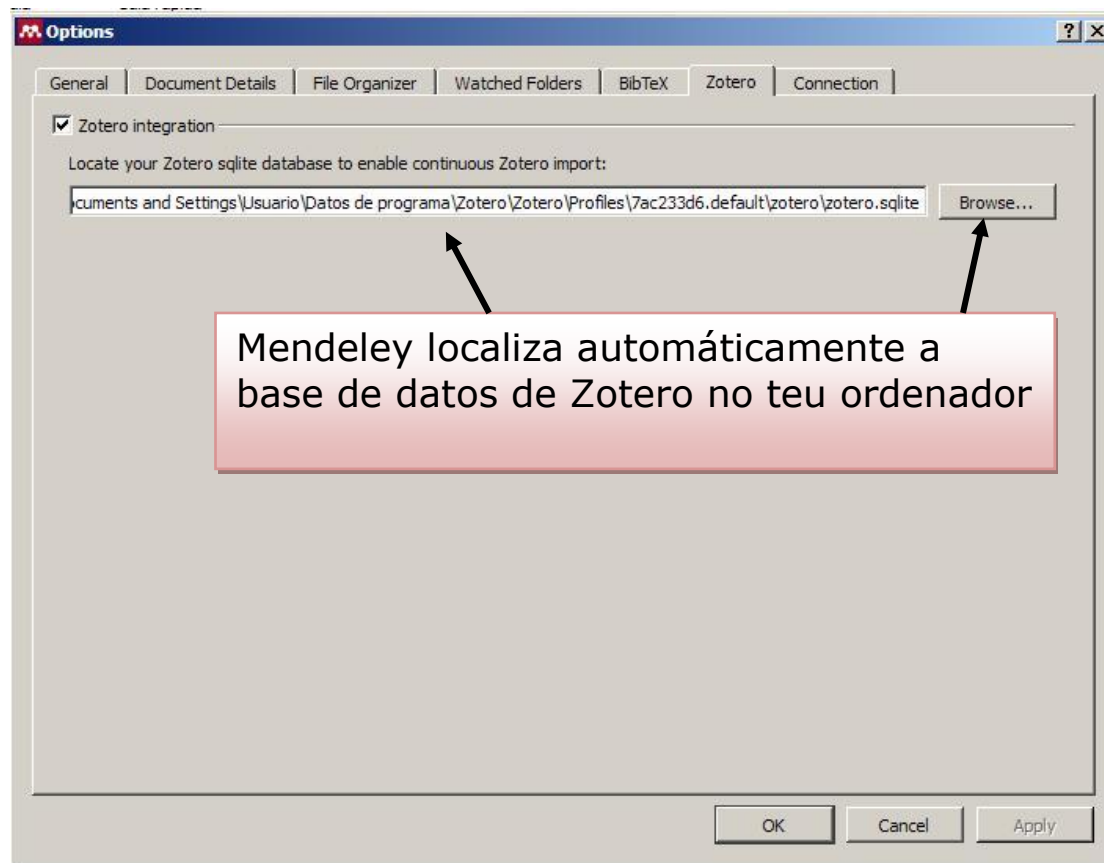 Options
General Document Details File Organizer Watched Folders BibTeX Zotero Connection
Zotero integration
Locate your Zotero sqlite database to enable continuous Zotero import:
cuments and Settings\Usuario\Datos de programa\Zotero\Zotero\Profiles\7ac233d6.default\zotero\zotero.sqlite Browse...
Mendeley localiza automáticamente a
base de datos de Zotero no teu ordenador
OK Cancel Apply